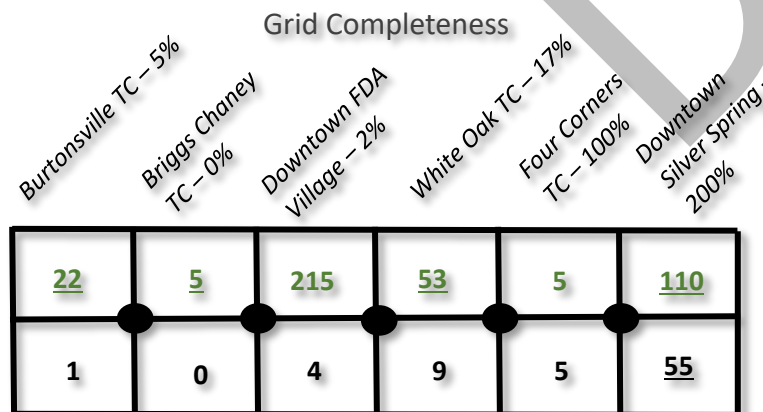 Grid Completeness
Burtonsville TC – 5%
Briggs Chaney
TC – 0%
Downtown FDA
Village – 2%
White Oak TC – 17%
Four Corners
TC – 100%
Downtown
Silver Spring -
200%
22 5 215 53 5 110
1 0 4 9 5 55